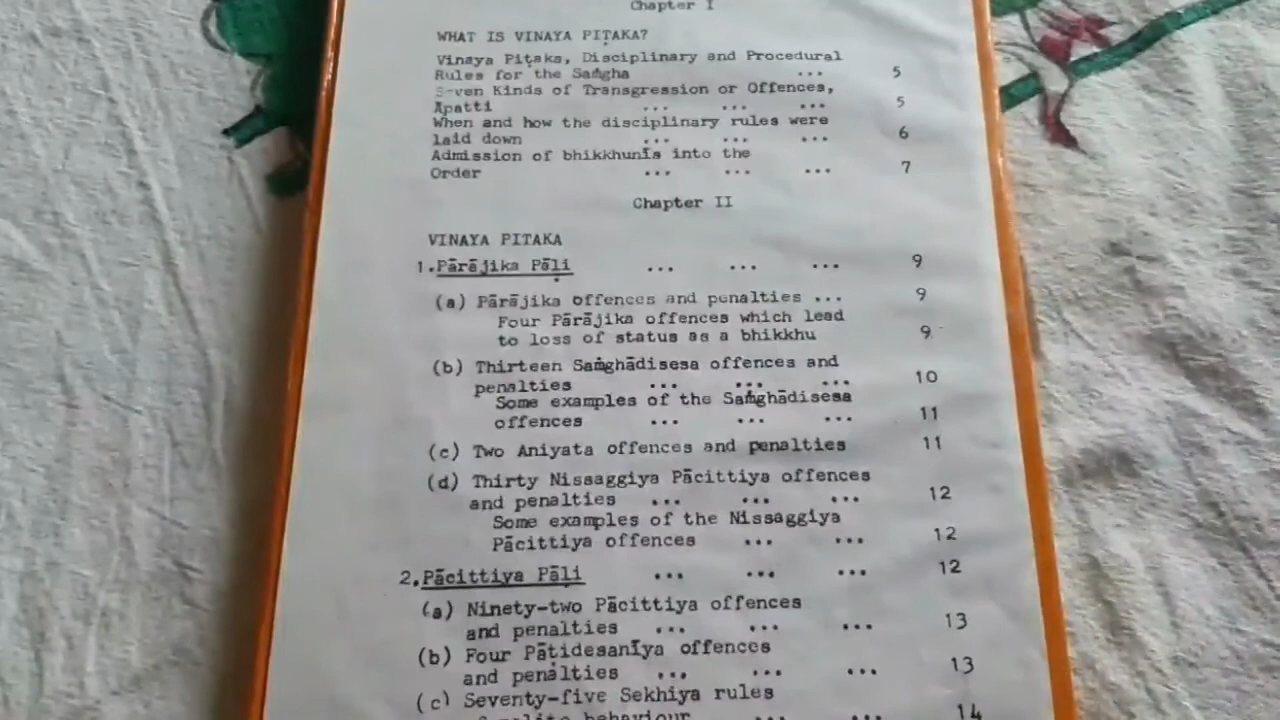 Chapter I
WHAT IS VINAYA PIṬAKA?
Vinaya Piṭaka, Disciplinary and Procedural
Rules for the Saṁgha ... 5
Seven Kinds of Transgression or Offences,
Āpatti ... ... ... 5
When and how the disciplinary rules were
laid down ... ... ... 6
Admission of bhikkhunīs into the
Order ... ... ... 7
Chapter II
VINAYA PITAKA
1.Pārājika Pāḷi ... ... ... 9
(a) Pārājika offences and penalties ... 9
Four Pārājika offences which lead
to loss of status as a bhikkhu 9
(b) Thirteen Saṁghādisesa offences and
penalties ... ... ... 10
Some examples of the Saṁghādisesa
offences ... ... ... 11
(c) Two Aniyata offences and penalties 11
(d) Thirty Nissaggiya Pācittiya offences
and penalties ... ... ... 12
Some examples of the Nissaggiya
Pācittiya offences ... ... 12
2.Pācittiya Pāḷi ... ... ... 12
(a) Ninety-two Pācittiya offences
and penalties ... ... ... 13
(b) Four Pāṭidesanīya offences
and penalties ... ... ... 13
(c) Seventy-five Sekhiya rules
behaviour ... ... 14